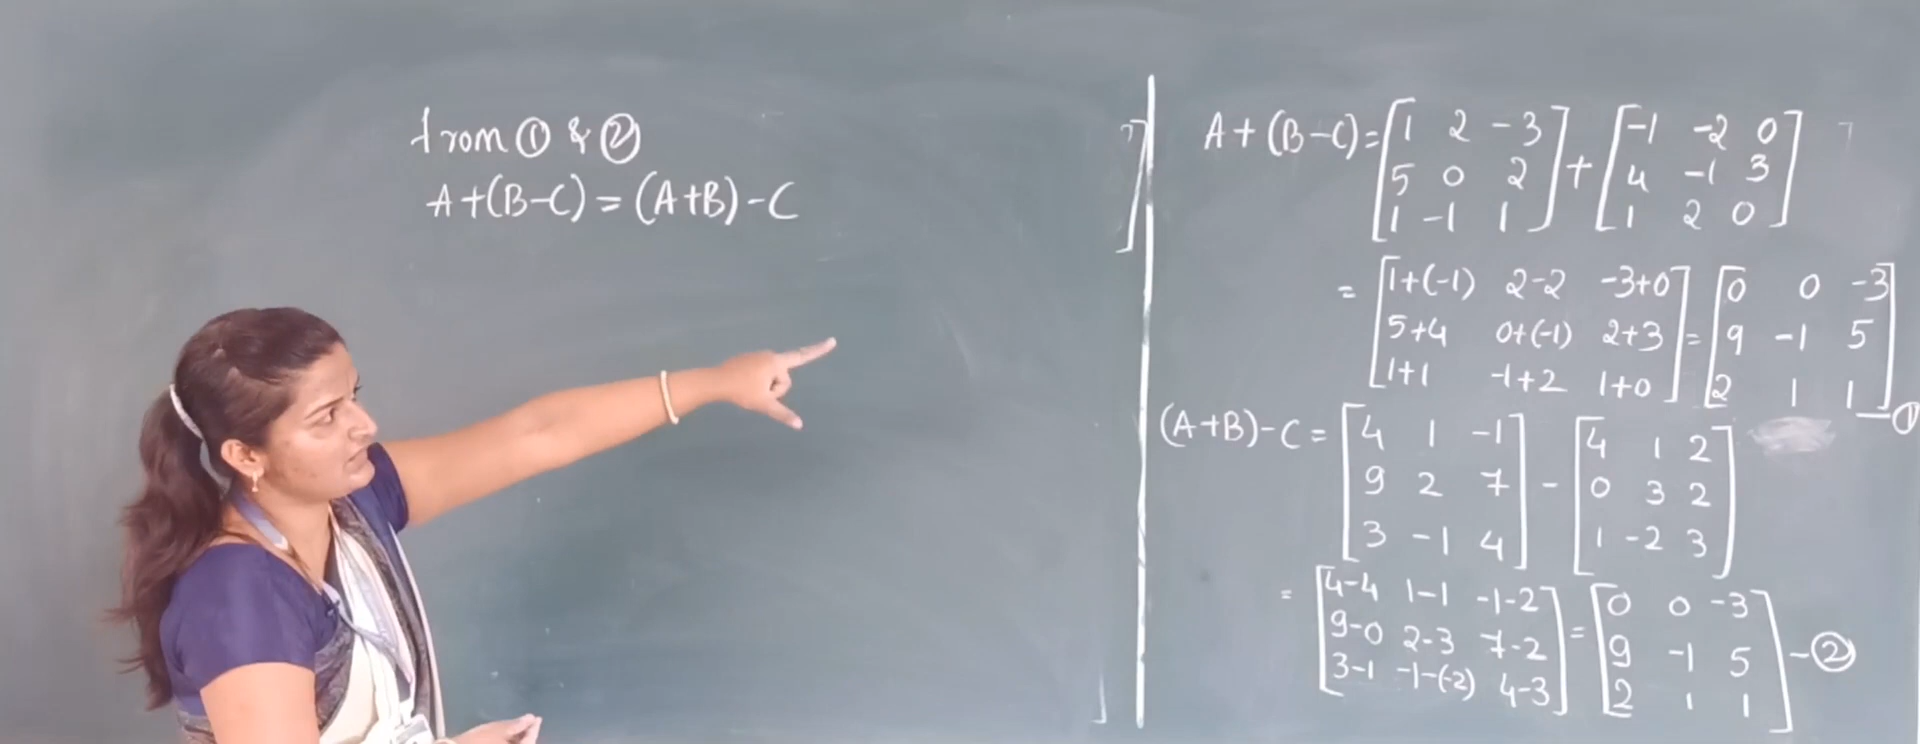 from ① & ②
A+(B-C) = (A+B)-C
A+(B-C) = [1 2 -3] + [-1 -2 0]
[5 0 2] [4 -1 3]
[1 -1 1] [1 2 0]
= [1+(-1) 2-2 -3+0] = [0 0 -3]
[5+4 0+(-1) 2+3] [9 -1 5]
[1+1 -1+2 1+0] [2 1 1] —①
(A+B)-C = [4 1 -1] - [4 1 2]
[9 2 7] [0 3 2]
[3 -1 4] [1 -2 3]
= [4-4 1-1 -1-2] = [0 0 -3]
[9-0 2-3 7-2] [9 -1 5] -②
[3-1 -1-(-2) 4-3] [2 1 1]